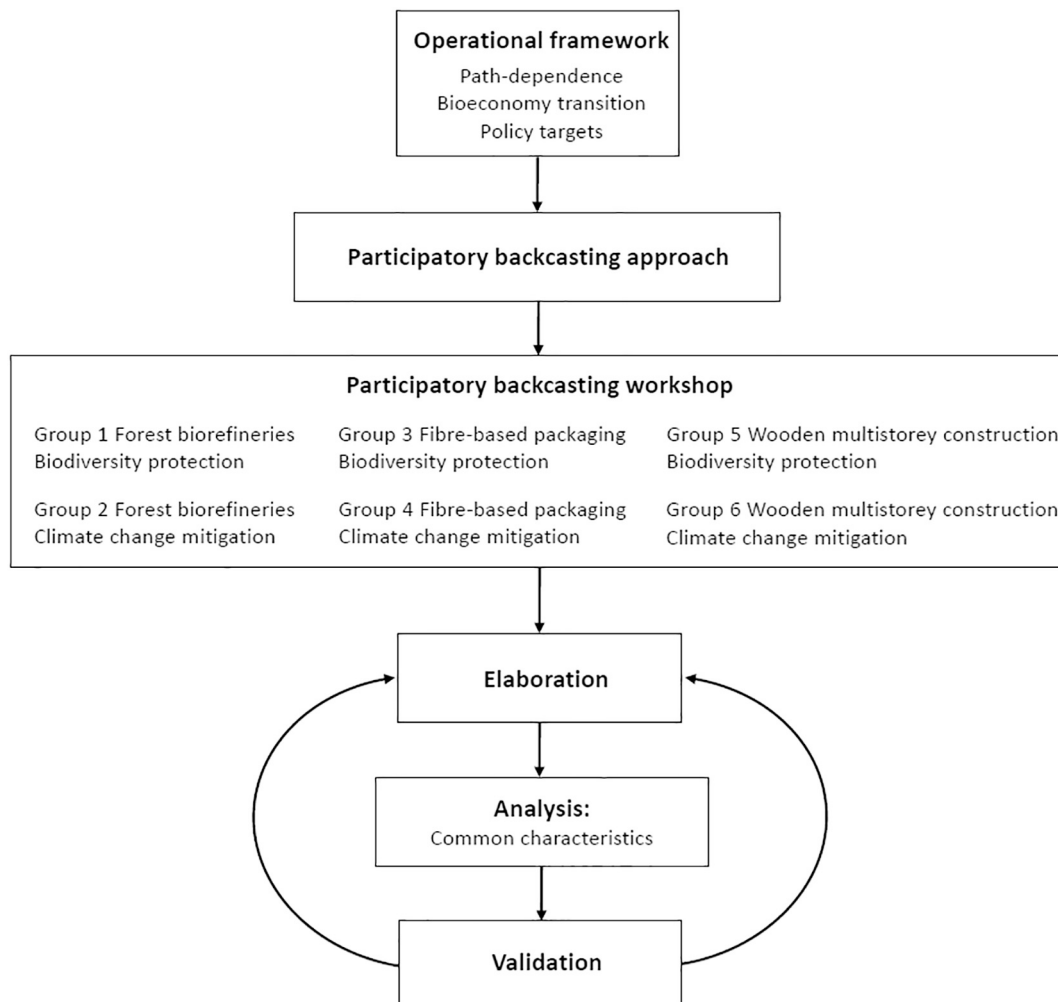 Operational framework
Path-dependence
Bioeconomy transition
Policy targets
Participatory backcasting approach
Participatory backcasting workshop
Group 1 Forest biorefineries
Biodiversity protection
Group 2 Forest biorefineries
Climate change mitigation
Group 3 Fibre-based packaging
Biodiversity protection
Group 4 Fibre-based packaging
Climate change mitigation
Group 5 Wooden multistorey construction
Biodiversity protection
Group 6 Wooden multistorey construction
Climate change mitigation
Elaboration
Analysis:
Common characteristics
Validation